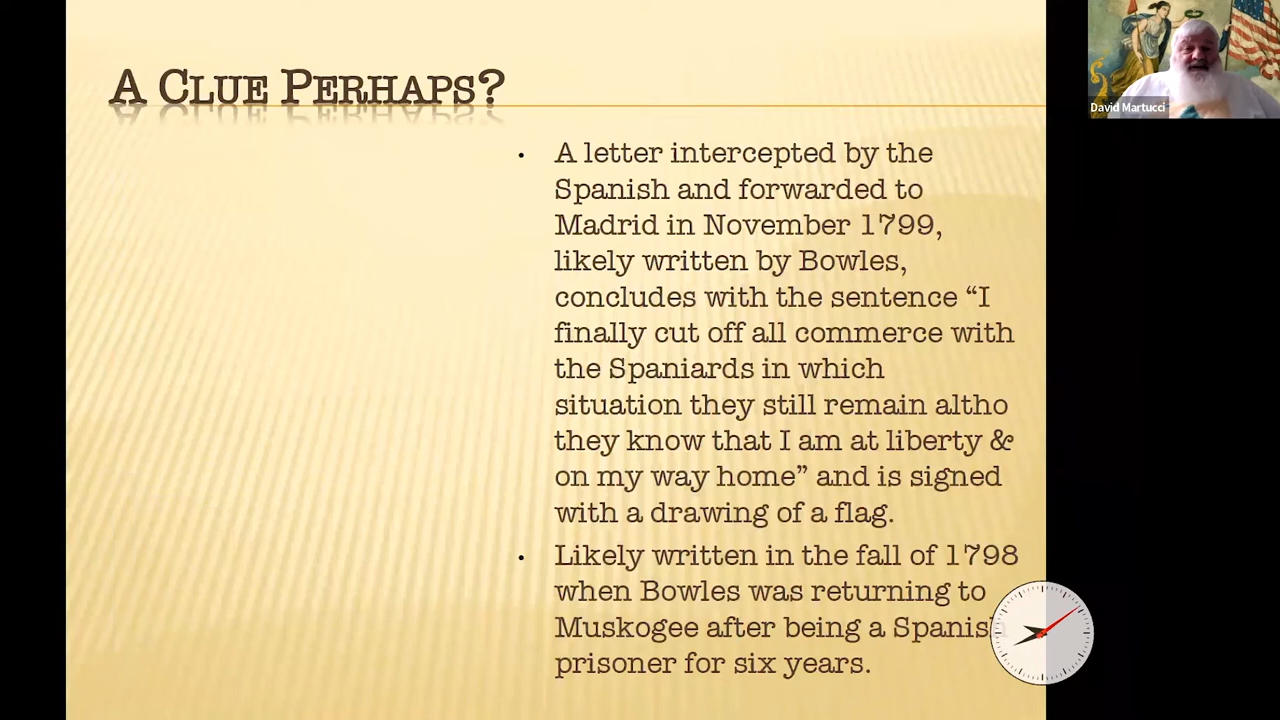 A Clue Perhaps?
David Martucci
• A letter intercepted by the
Spanish and forwarded to
Madrid in November 1799,
likely written by Bowles,
concludes with the sentence “I
finally cut off all commerce with
the Spaniards in which
situation they still remain altho
they know that I am at liberty &
on my way home” and is signed
with a drawing of a flag.
• Likely written in the fall of 1798
when Bowles was returning to
Muskogee after being a Spanish
prisoner for six years.